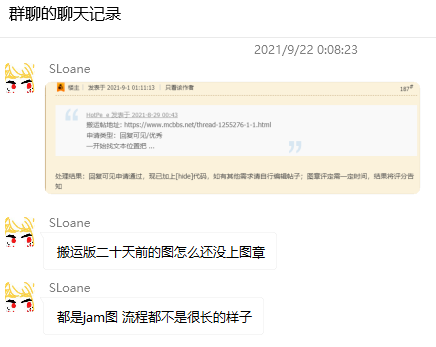 群聊的聊天记录
2021/9/22 0:08:23
SLoane
楼主 | 发表于 2021-9-1 01:11:13 | 只看该作者
187#
HotPe_a 发表于 2021-8-29 00:43
搬运帖地址: https://www.mcbbs.net/thread-1255276-1-1.html
申请类型: 回复可见/优秀
一开始找文本位置把 ...
处理结果: 回复可见申请通过，现已加上[hide]代码，如有其他需求请自行编辑帖子；图章评定需一定时间，结果将评分告
知
SLoane
搬运版二十天前的图怎么还没上图章
SLoane
都是jam图 流程都不是很长的样子